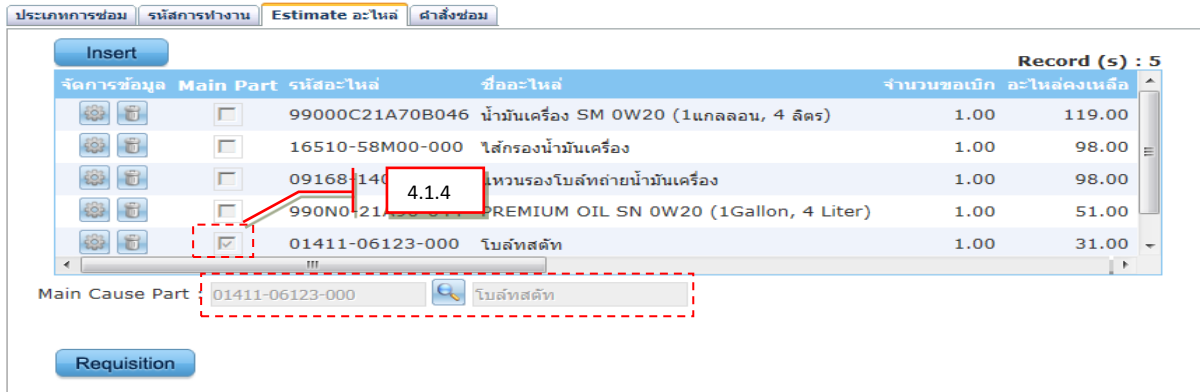 ประเภทการซ่อม รหัสการทำงาน Estimate อะไหล่ คำสั่งซ่อม
Insert
Record (s) : 5
จัดการข้อมูล Main Part รหัสอะไหล่ ชื่ออะไหล่ จำนวนขอเบิก อะไหล่คงเหลือ
99000C21A70B046 น้ำมันเครื่อง SM 0W20 (1แกลลอน, 4 ลิตร) 1.00 119.00
16510-58M00-000 ไส้กรองน้ำมันเครื่อง 1.00 98.00
09168-140 แหวนรองโบล์ทถ่ายน้ำมันเครื่อง 1.00 98.00
4.1.4
990N0-21 PREMIUM OIL SN 0W20 (1Gallon, 4 Liter) 1.00 51.00
01411-06123-000 โบล์ทสตัท 1.00 31.00
Main Cause Part : 01411-06123-000 โบล์ทสตัท
Requisition